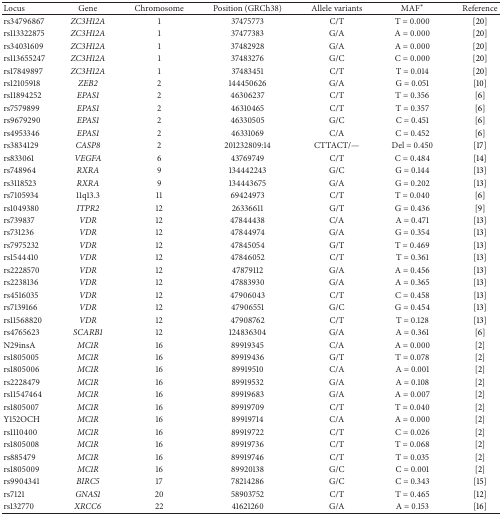 Locus Gene Chromosome Position (GRCh38) Allele variants MAF* Reference
rs34796867 ZC3H12A 1 37475773 C/T T = 0.000 [20]
rs113322875 ZC3H12A 1 37477383 G/A A = 0.000 [20]
rs34031609 ZC3H12A 1 37482928 G/A A = 0.000 [20]
rs113655247 ZC3H12A 1 37483276 G/C C = 0.000 [20]
rs17849897 ZC3H12A 1 37483451 C/T T = 0.014 [20]
rs12105918 ZEB2 2 144450626 G/A G = 0.051 [10]
rs11894252 EPAS1 2 46306237 C/T T = 0.356 [6]
rs7579899 EPAS1 2 46310465 C/T T = 0.357 [6]
rs9679290 EPAS1 2 46330505 G/C C = 0.451 [6]
rs4953346 EPAS1 2 46331069 C/A C = 0.452 [6]
rs3834129 CASP8 2 201232809:14 CTTACT/— Del = 0.450 [17]
rs833061 VEGFA 6 43769749 C/T C = 0.484 [14]
rs748964 RXRA 9 134442243 G/C G = 0.144 [13]
rs3118523 RXRA 9 134443675 G/A G = 0.202 [13]
rs7105934 11q13.3 11 69424973 C/T T = 0.040 [6]
rs1049380 ITPR2 12 26336611 G/T G = 0.436 [9]
rs739837 VDR 12 47844438 C/A A = 0.471 [13]
rs731236 VDR 12 47844974 G/A G = 0.354 [13]
rs7975232 VDR 12 47845054 G/T T = 0.469 [13]
rs1544410 VDR 12 47846052 C/T T = 0.361 [13]
rs2228570 VDR 12 47879112 G/A A = 0.456 [13]
rs2238136 VDR 12 47883930 G/A A = 0.365 [13]
rs4516035 VDR 12 47906043 C/T C = 0.458 [13]
rs7139166 VDR 12 47906551 G/C G = 0.454 [13]
rs11568820 VDR 12 47908762 C/T T = 0.128 [13]
rs4765623 SCARB1 12 124836304 G/A A = 0.361 [6]
N29insA MC1R 16 89919345 C/A A = 0.000 [2]
rs1805005 MC1R 16 89919436 G/T T = 0.078 [2]
rs1805006 MC1R 16 89919510 C/A A = 0.001 [2]
rs2228479 MC1R 16 89919532 G/A A = 0.108 [2]
rs11547464 MC1R 16 89919683 G/A A = 0.007 [2]
rs1805007 MC1R 16 89919709 C/T T = 0.040 [2]
Y152OCH MC1R 16 89919714 C/A A = 0.000 [2]
rs1110400 MC1R 16 89919722 C/T C = 0.026 [2]
rs1805008 MC1R 16 89919736 C/T T = 0.068 [2]
rs885479 MC1R 16 89919746 C/T T = 0.035 [2]
rs1805009 MC1R 16 89920138 G/C C = 0.001 [2]
rs9904341 BIRC5 17 78214286 G/C C = 0.343 [15]
rs7121 GNAS1 20 58903752 C/T T = 0.465 [12]
rs132770 XRCC6 22 41621260 G/A A = 0.153 [16]